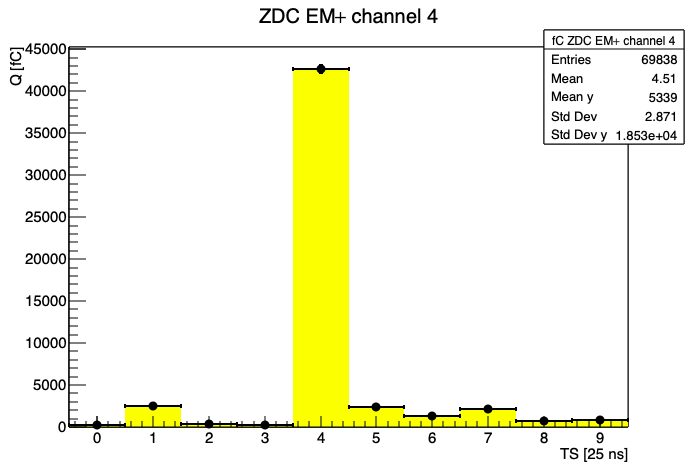 ZDC EM+ channel 4
fC ZDC EM+ channel 4
Entries 69838
Mean 4.51
Mean y 5339
Std Dev 2.871
Std Dev y 1.853e+04
Q [fC]
45000
40000
35000
30000
25000
20000
15000
10000
5000
0
0 1 2 3 4 5 6 7 8 9
TS [25 ns]